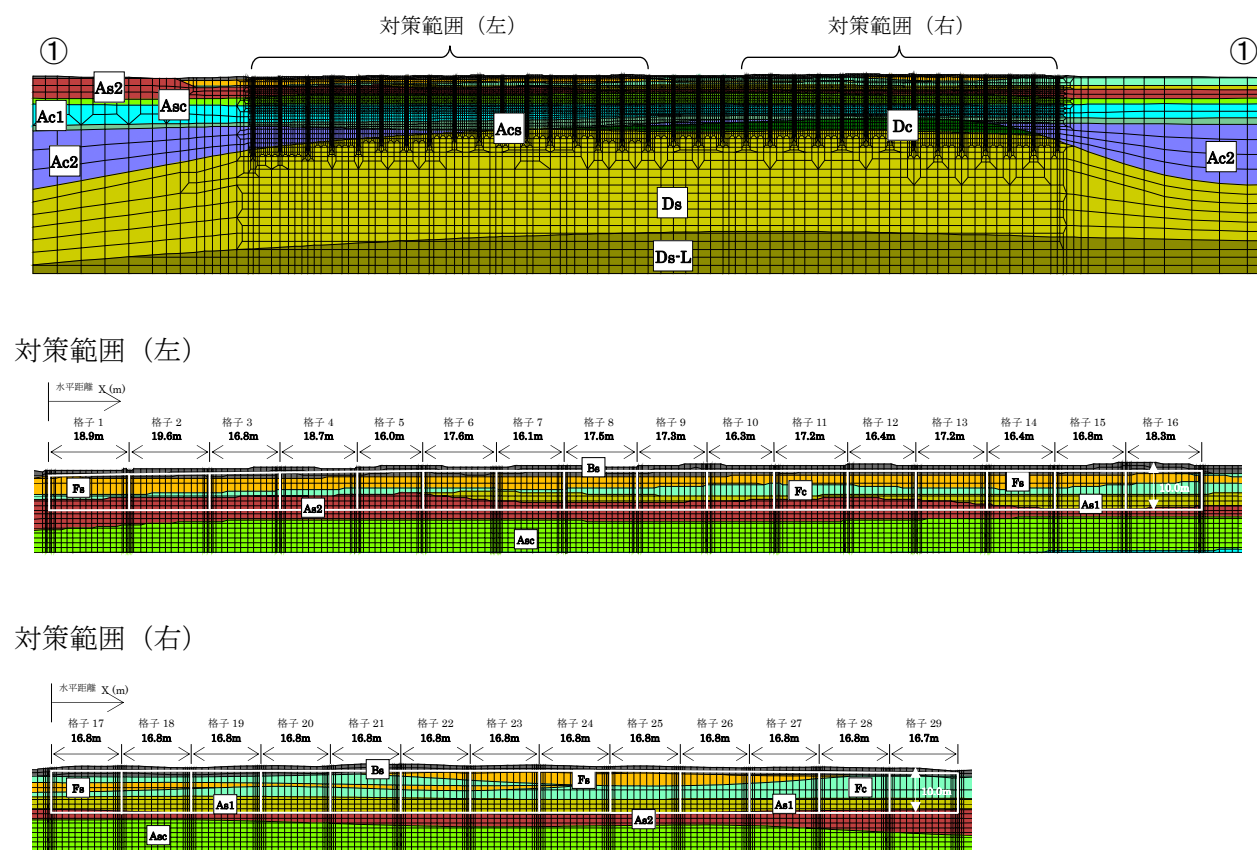 対策範囲（左） 対策範囲（右）
① ①
As2
Asc
Ac1
Acs Dc
Ac2 Ac2
Ds
Ds-L
対策範囲（左）
水平距離 X (m)
格子 1 格子 2 格子 3 格子 4 格子 5 格子 6 格子 7 格子 8 格子 9 格子 10 格子 11 格子 12 格子 13 格子 14 格子 15 格子 16
18.9m 19.6m 16.8m 18.7m 16.0m 17.6m 16.1m 17.5m 17.3m 16.3m 17.2m 16.4m 17.2m 16.4m 16.8m 18.3m
Bs
Fs Fc Fs 10.0m
As2 As1
Asc
対策範囲（右）
水平距離 X (m)
格子 17 格子 18 格子 19 格子 20 格子 21 格子 22 格子 23 格子 24 格子 25 格子 26 格子 27 格子 28 格子 29
16.8m 16.8m 16.8m 16.8m 16.8m 16.8m 16.8m 16.8m 16.8m 16.8m 16.8m 16.8m 16.7m
Bs
Fs Fs Fc 10.0m
As1 As1
As2
Asc